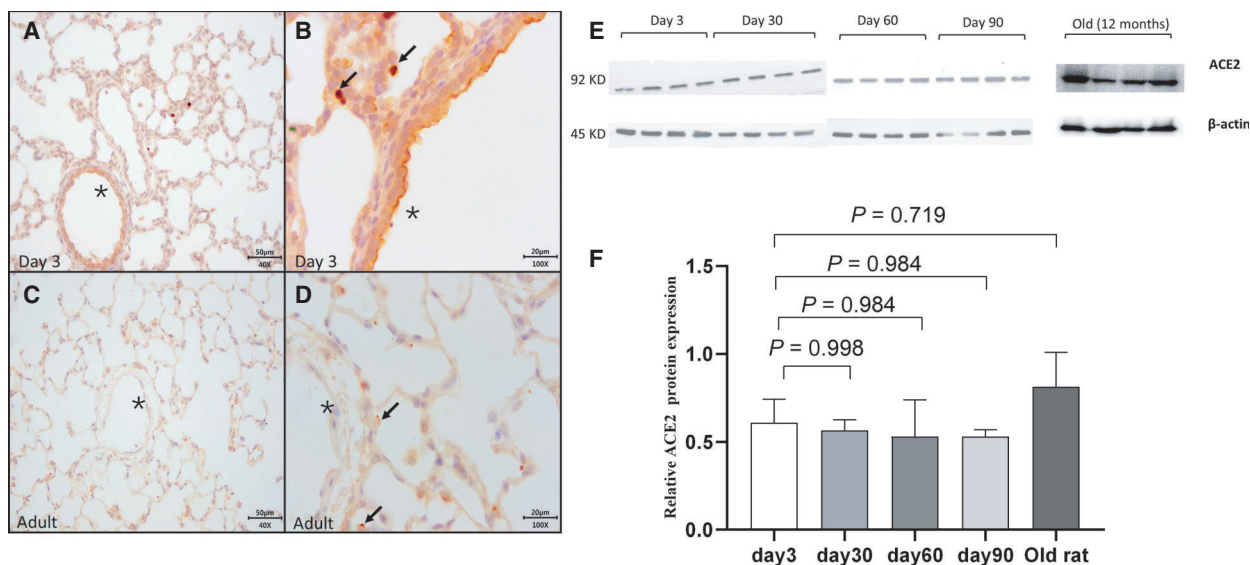 A
Day 3
50µm
40X
B
Day 3
20µm
100X
C
Adult
50µm
40X
D
Adult
20µm
100X
E
Day 3 Day 30 Day 60 Day 90 Old (12 months)
92 KD ACE2
45 KD β-actin
F
P = 0.719
P = 0.984
P = 0.984
P = 0.998
Relative ACE2 protein expression
1.5
1.0
0.5
0.0
day3 day30 day60 day90 Old rat